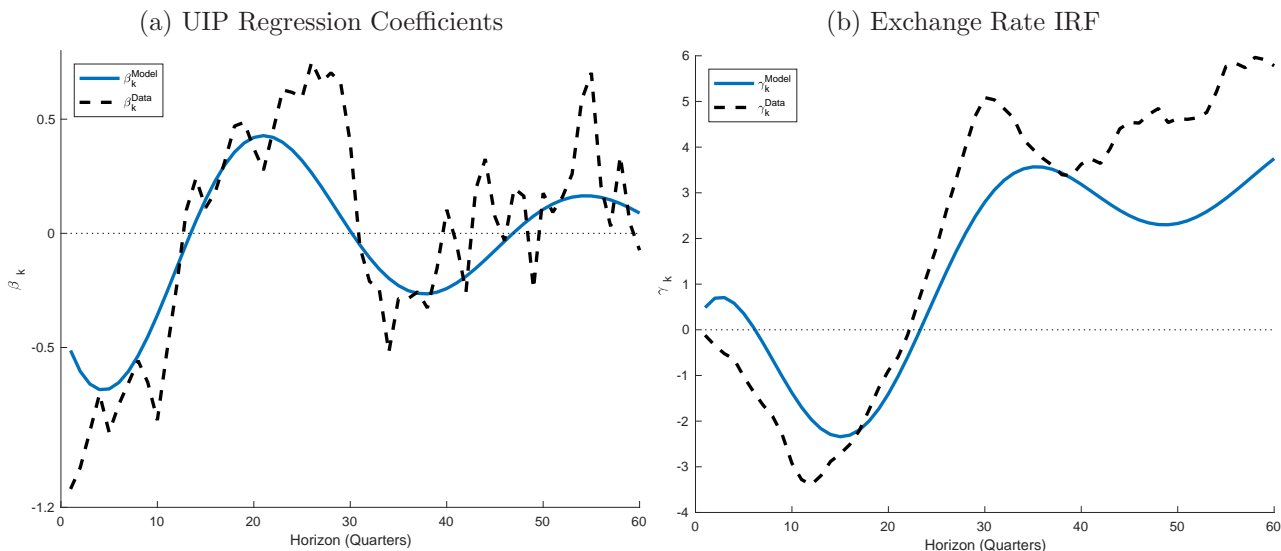 (a) UIP Regression Coefficients
β_k^Model
β_k^Data
0.5
0
-0.5
-1.2
β_k
0
10
20
30
40
50
60
Horizon (Quarters)
(b) Exchange Rate IRF
γ_k^Model
γ_k^Data
6
5
4
3
2
1
0
-1
-2
-3
-4
γ_k
0
10
20
30
40
50
60
Horizon (Quarters)